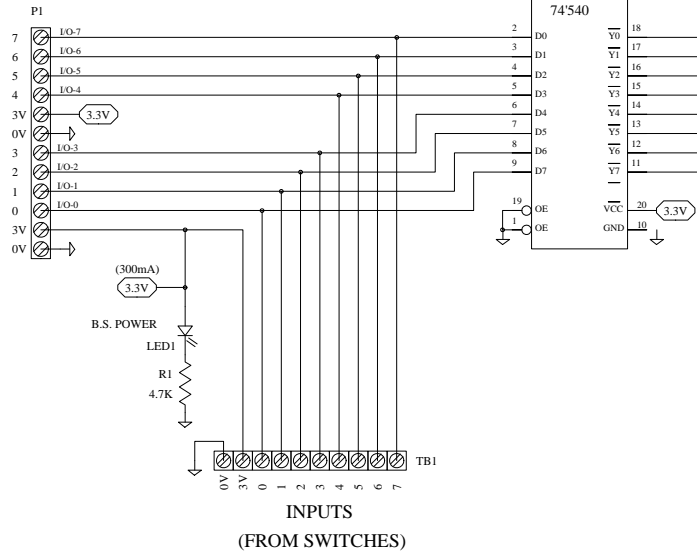 P1
74'540
7 I/O-7 2 D0 Y0 18
6 I/O-6 3 D1 Y1 17
5 I/O-5 4 D2 Y2 16
4 I/O-4 5 D3 Y3 15
3V 3.3V 6 D4 Y4 14
0V 7 D5 Y5 13
3 I/O-3 8 D6 Y6 12
2 I/O-2 9 D7 Y7 11
1 I/O-1
0 I/O-0 19 OE VCC 20 3.3V
3V 1 OE GND 10
0V
(300mA)
3.3V
B.S. POWER
LED1
R1
4.7K
TB1
0V 3V 0 1 2 3 4 5 6 7
INPUTS
(FROM SWITCHES)